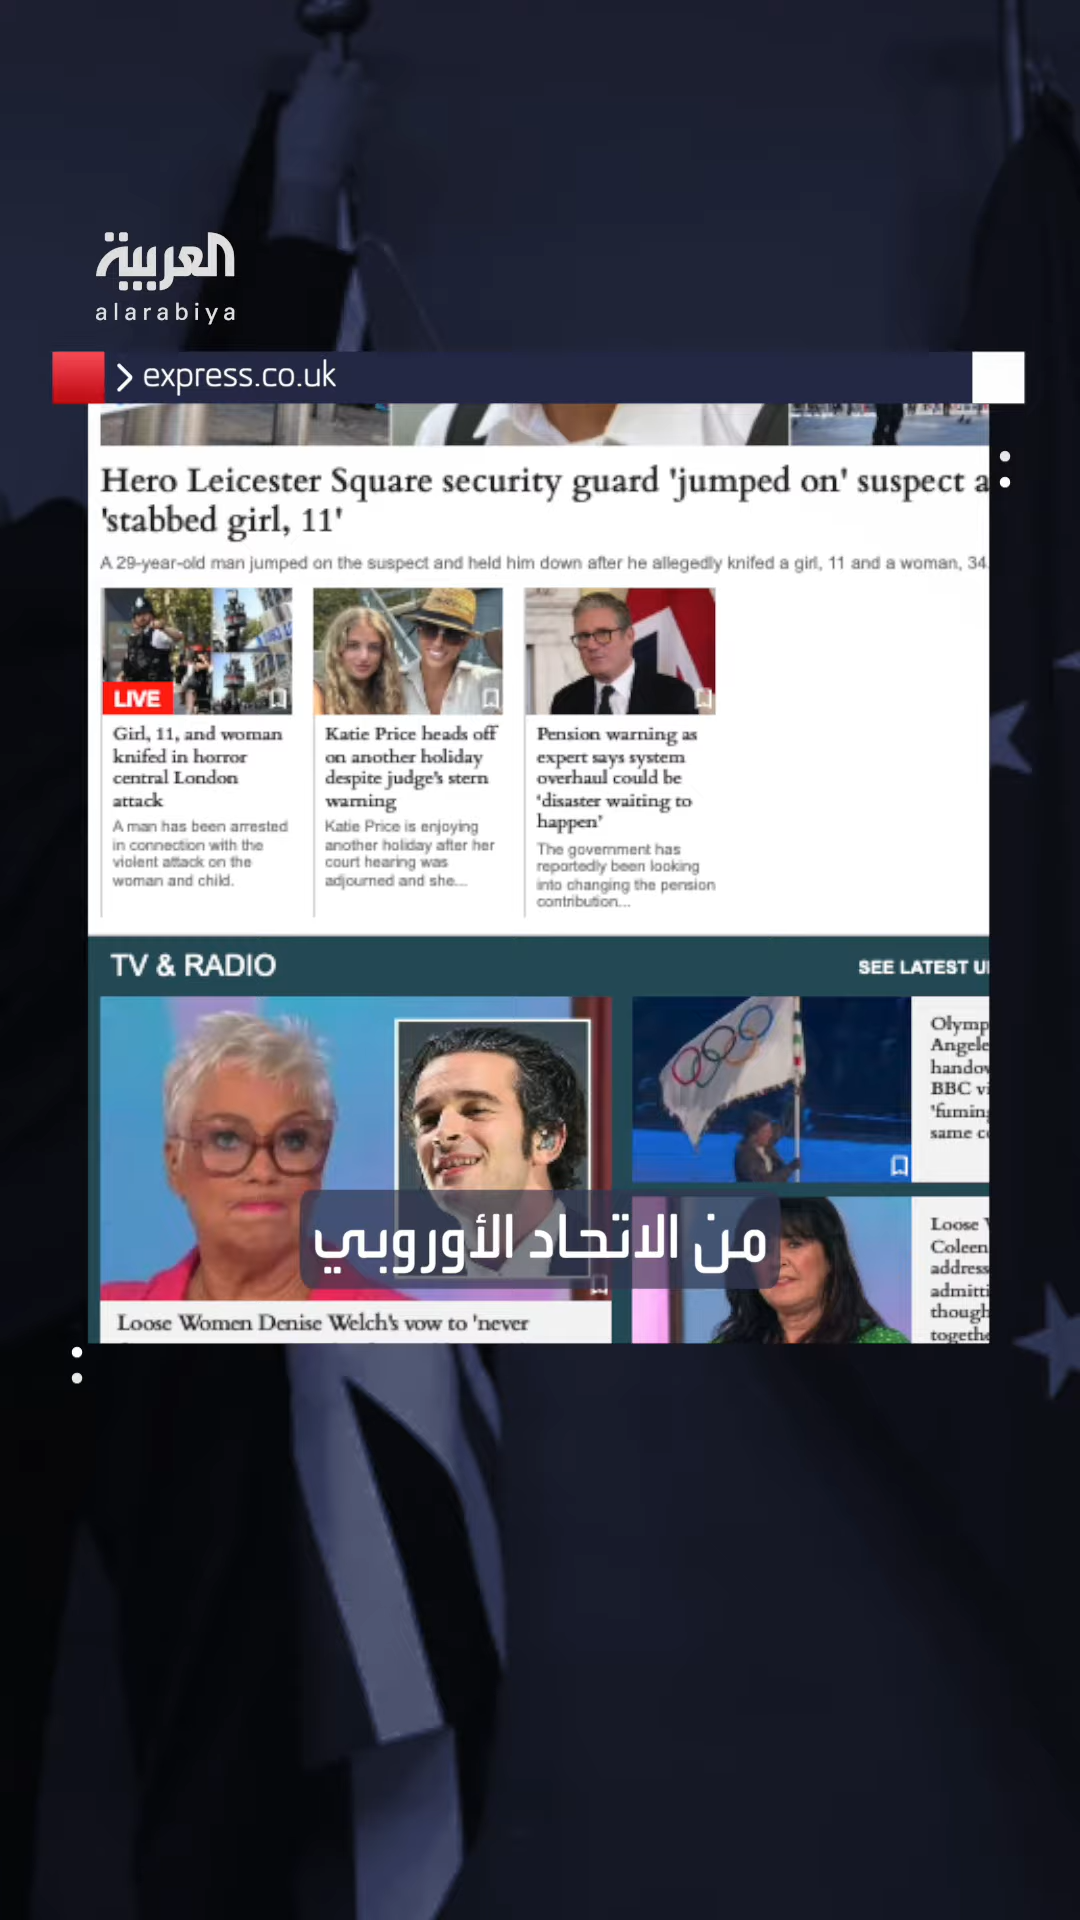 العربية
alarabiya
express.co.uk
Hero Leicester Square security guard 'jumped on' suspect a
'stabbed girl, 11'
A 29-year-old man jumped on the suspect and held him down after he allegedly knifed a girl, 11 and a woman, 34.
LIVE
Girl, 11, and woman
knifed in horror
central London
attack
A man has been arrested
in connection with the
violent attack on the
woman and child.
Katie Price heads off
on another holiday
despite judge's stern
warning
Katie Price is enjoying
another holiday after her
court hearing was
adjourned and she...
Pension warning as
expert says system
overhaul could be
'disaster waiting to
happen'
The government has
reportedly been looking
into changing the pension
contribution...
TV & RADIO
SEE LATEST
Olymp
Angele
handov
BBC vi
'fuming
same c
من الاتحاد الأوروبي
Loose Women Denise Welch's vow to 'never
Loose
Coleen
address
admitti
though
togethe